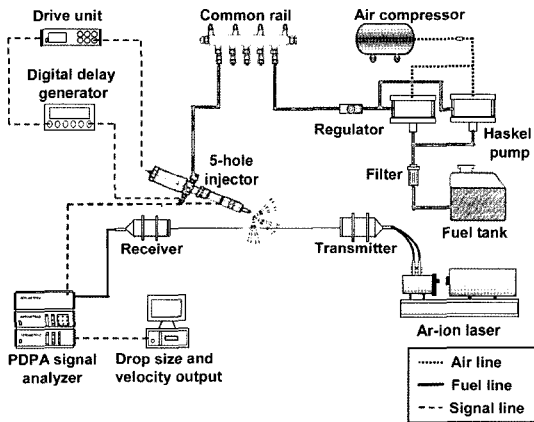 Drive unit
Common rail
Air compressor
Digital delay
generator
Regulator
Haskel
pump
5-hole
injector
Filter
Fuel tank
Receiver
Transmitter
Ar-ion laser
PDPA signal
analyzer
Drop size and
velocity output
Air line
Fuel line
Signal line